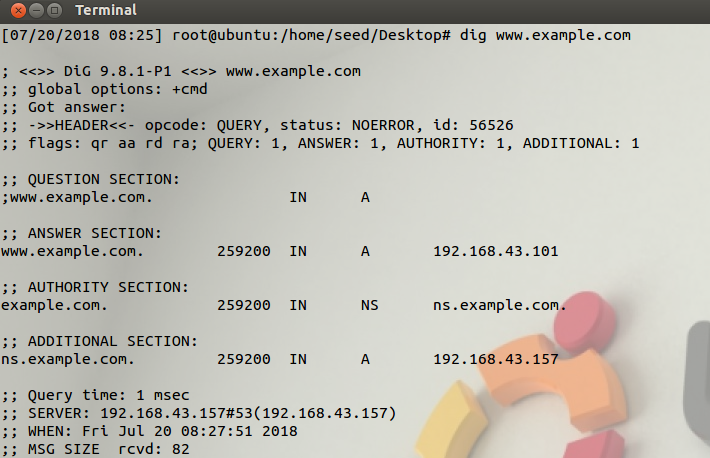 Terminal
[07/20/2018 08:25] root@ubuntu:/home/seed/Desktop# dig www.example.com
; <<>> DiG 9.8.1-P1 <<>> www.example.com
;; global options: +cmd
;; Got answer:
;; ->>HEADER<<- opcode: QUERY, status: NOERROR, id: 56526
;; flags: qr aa rd ra; QUERY: 1, ANSWER: 1, AUTHORITY: 1, ADDITIONAL: 1
;; QUESTION SECTION:
;www.example.com. IN A
;; ANSWER SECTION:
www.example.com. 259200 IN A 192.168.43.101
;; AUTHORITY SECTION:
example.com. 259200 IN NS ns.example.com.
;; ADDITIONAL SECTION:
ns.example.com. 259200 IN A 192.168.43.157
;; Query time: 1 msec
;; SERVER: 192.168.43.157#53(192.168.43.157)
;; WHEN: Fri Jul 20 08:27:51 2018
;; MSG SIZE rcvd: 82